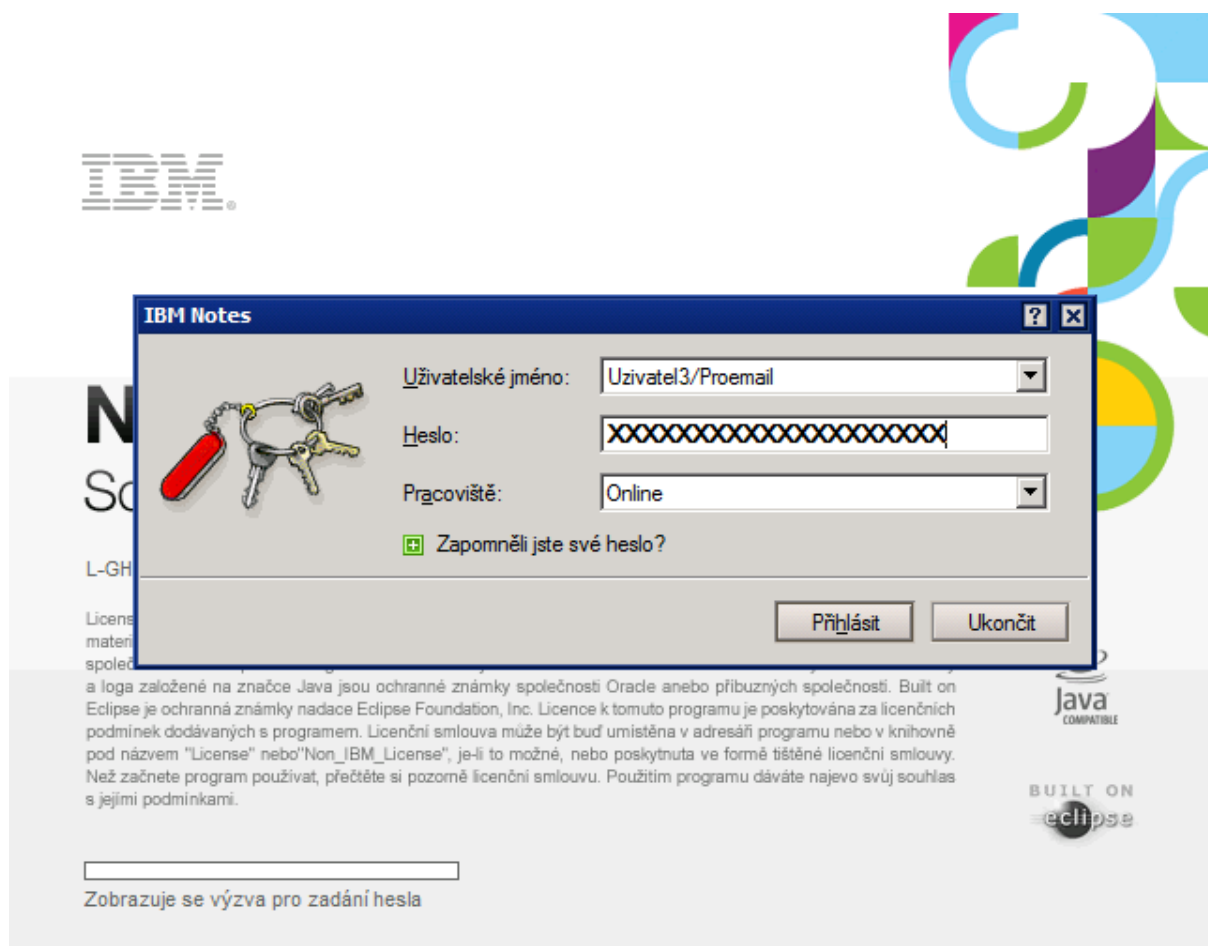 IBM®
IBM Notes
Uživatelské jméno: Uzivatel3/Proemail
Heslo: XXXXXXXXXXXXXXXXXXXX
Pracoviště: Online
Zapomněli jste své heslo?
Přihlásit Ukončit
N
So
L-GH
Licens
materi
společ
a loga založené na značce Java jsou ochranné známky společnosti Oracle anebo příbuzných společností. Built on
Eclipse je ochranná známky nadace Eclipse Foundation, Inc. Licence k tomuto programu je poskytována za licenčních
podmínek dodávaných s programem. Licenční smlouva může být buď umístěna v adresáři programu nebo v knihovně
pod názvem "License" nebo"Non_IBM_License", je-li to možné, nebo poskytnuta ve formě tištěné licenční smlouvy.
Než začnete program používat, přečtěte si pozorně licenční smlouvu. Použitím programu dáváte najevo svůj souhlas
s jejími podmínkami.
Java
COMPATIBLE
BUILT ON
eclipse
Zobrazuje se výzva pro zadání hesla